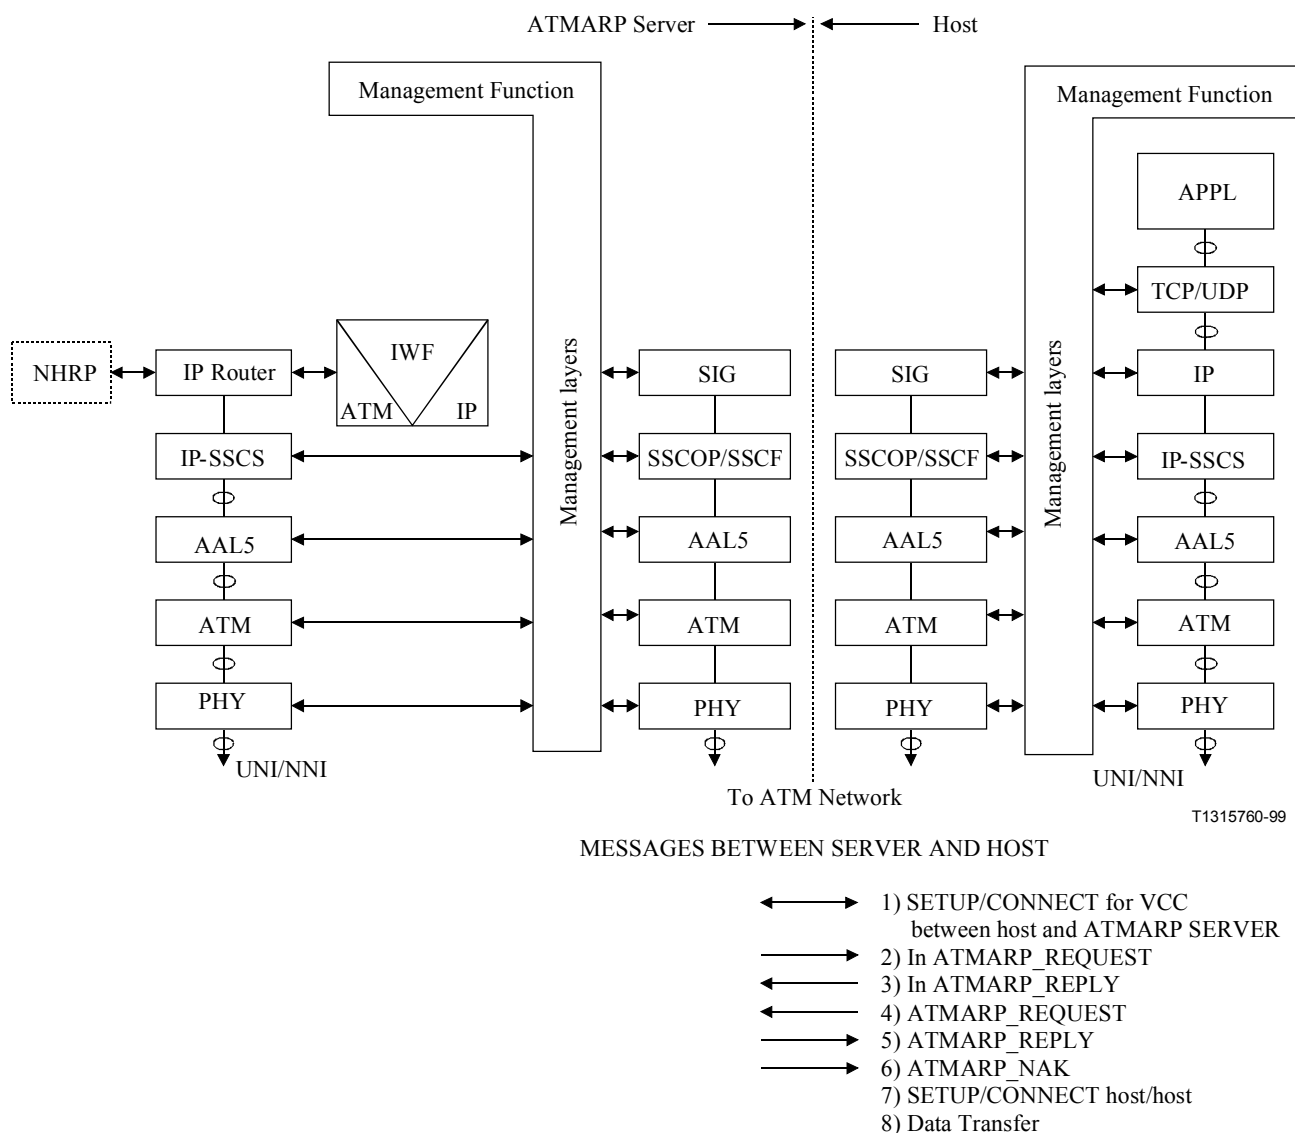 ATMARP Server
Host
Management Function
Management Function
APPL
TCP/UDP
NHRP
IP Router
IWF
ATM
IP
Management layers
SIG
SIG
Management layers
IP
IP-SSCS
SSCOP/SSCF
SSCOP/SSCF
IP-SSCS
AAL5
AAL5
AAL5
AAL5
ATM
ATM
ATM
ATM
PHY
PHY
PHY
PHY
UNI/NNI
UNI/NNI
To ATM Network
T1315760-99
MESSAGES BETWEEN SERVER AND HOST
1) SETUP/CONNECT for VCC
between host and ATMARP SERVER
2) In ATMARP_REQUEST
3) In ATMARP_REPLY
4) ATMARP_REQUEST
5) ATMARP_REPLY
6) ATMARP_NAK
7) SETUP/CONNECT host/host
8) Data Transfer